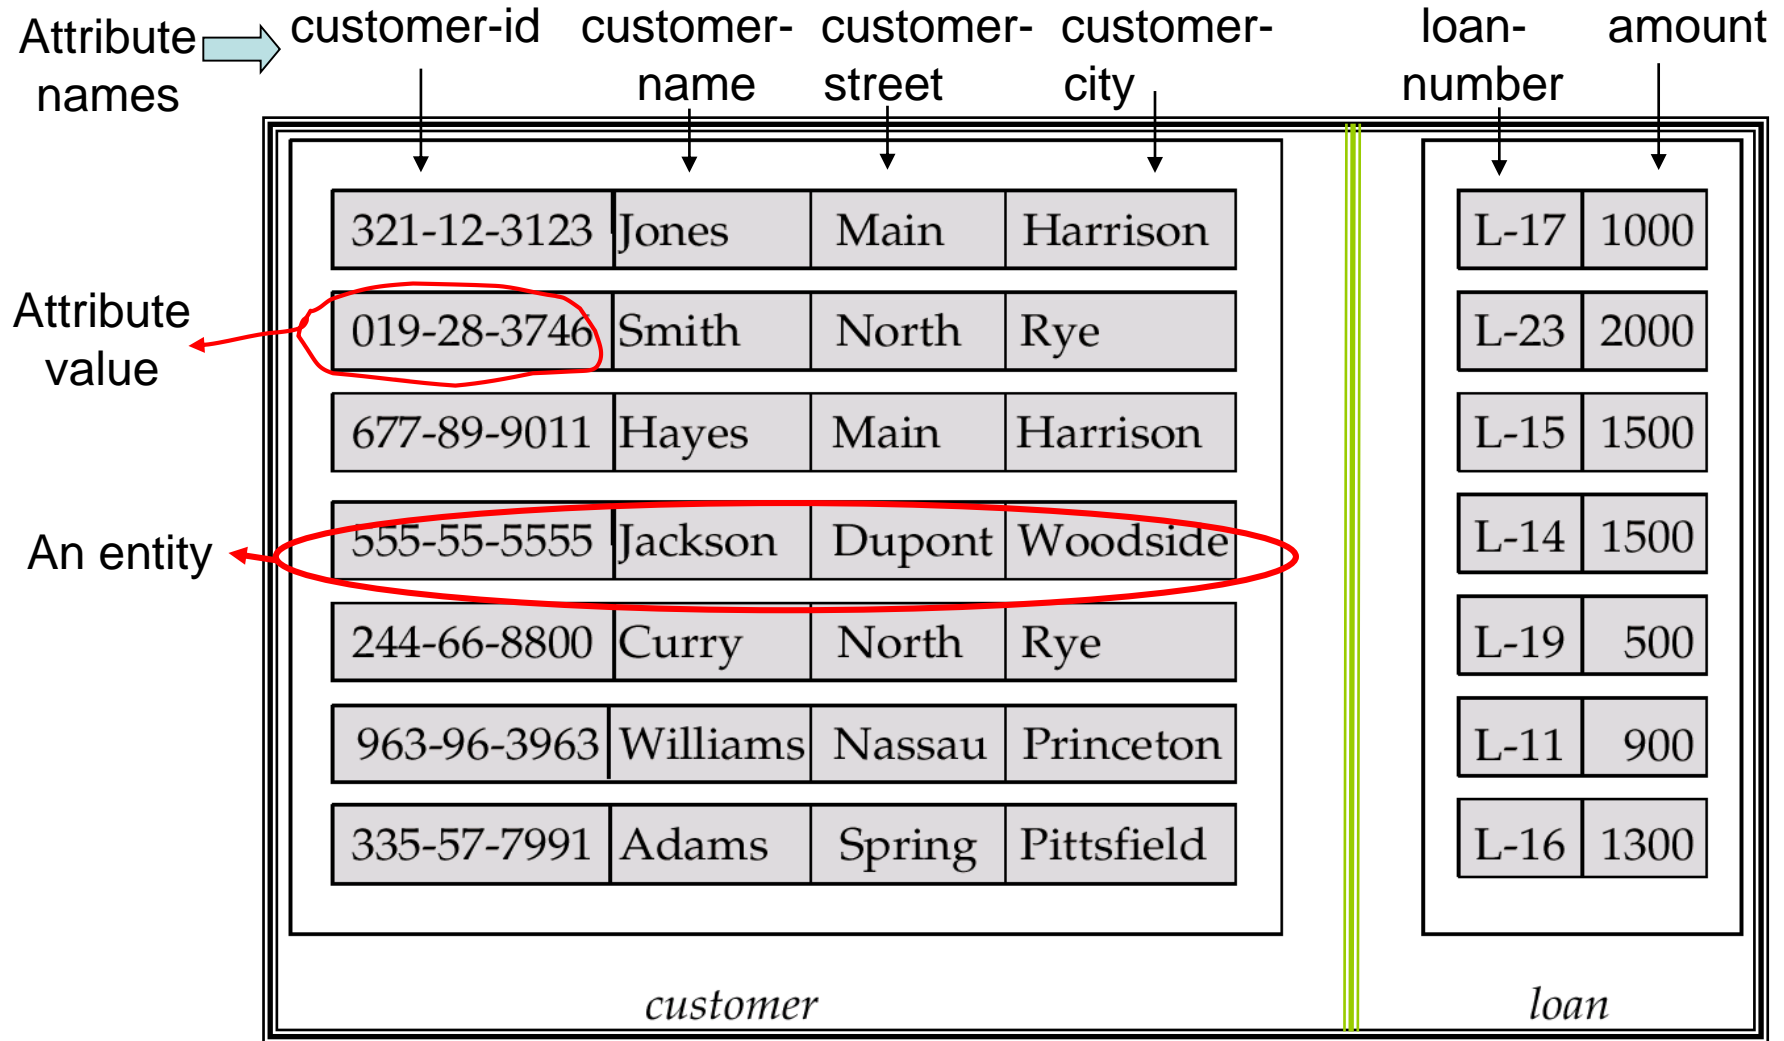 Attribute names
customer-id
customer-name
customer-street
customer-city
loan-number
amount
321-12-3123 Jones Main Harrison L-17 1000
Attribute value
019-28-3746 Smith North Rye L-23 2000
677-89-9011 Hayes Main Harrison L-15 1500
An entity
555-55-5555 Jackson Dupont Woodside L-14 1500
244-66-8800 Curry North Rye L-19 500
963-96-3963 Williams Nassau Princeton L-11 900
335-57-7991 Adams Spring Pittsfield L-16 1300
customer loan